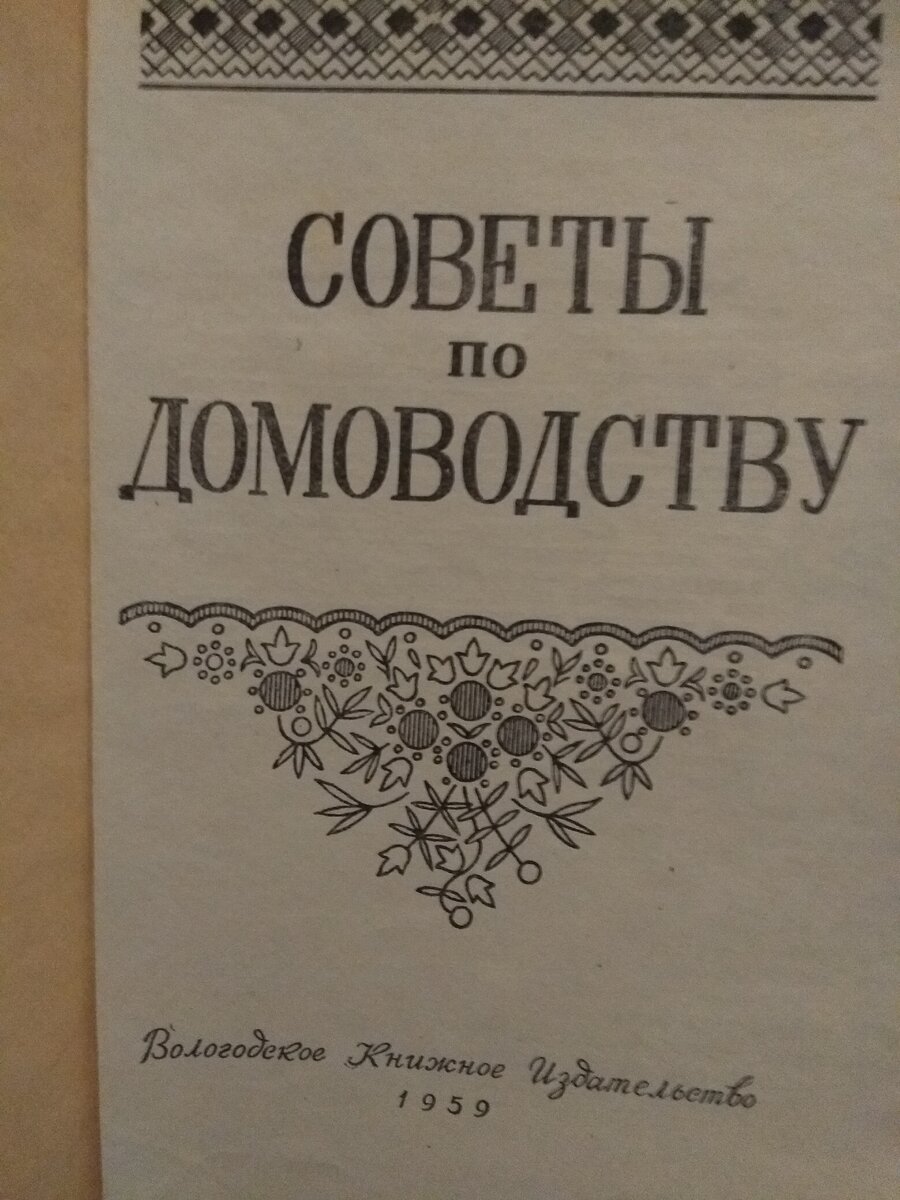 СОВЕТЫ
по
ДОМОВОДСТВУ
Вологодское Книжное Издательство
1959